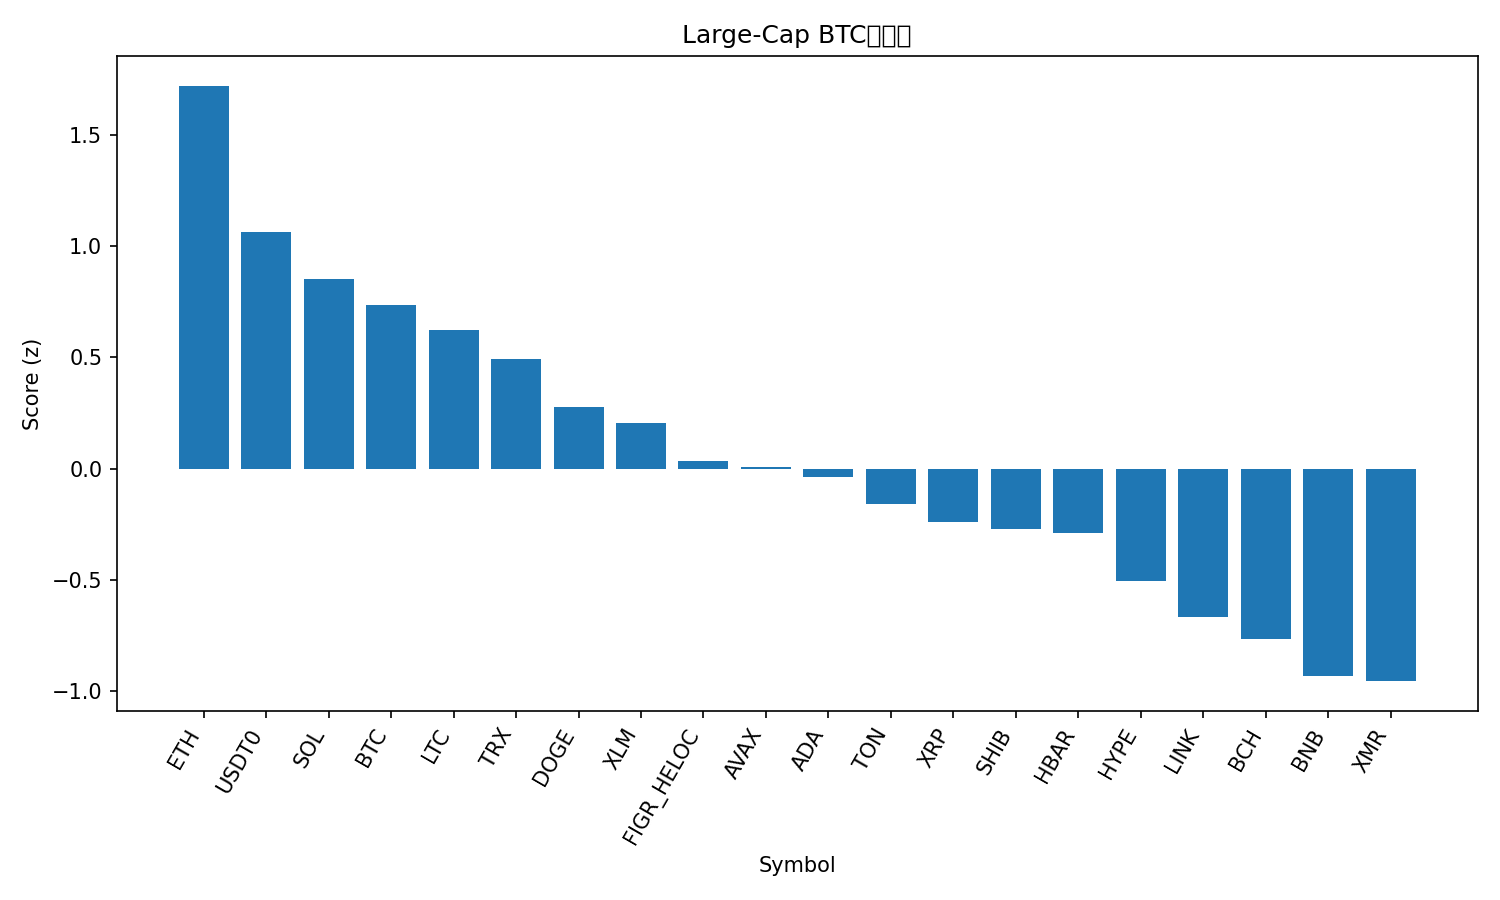 Large-Cap BTC
Score (z)
1.5
1.0
0.5
0.0
−0.5
−1.0
ETH
USDT0
SOL
BTC
LTC
TRX
DOGE
XLM
FIGR_HELOC
AVAX
ADA
TON
XRP
SHIB
HBAR
HYPE
LINK
BCH
BNB
XMR
Symbol